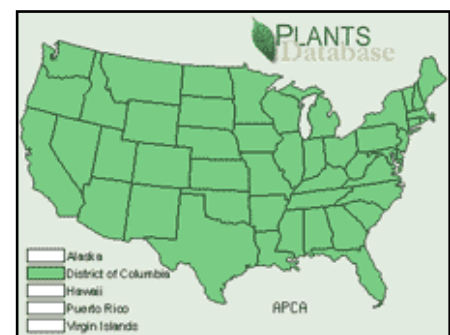 PLANTS
Database
Alaska
District of Columbia
Hawaii
Puerto Rico
Virgin Islands
APCA